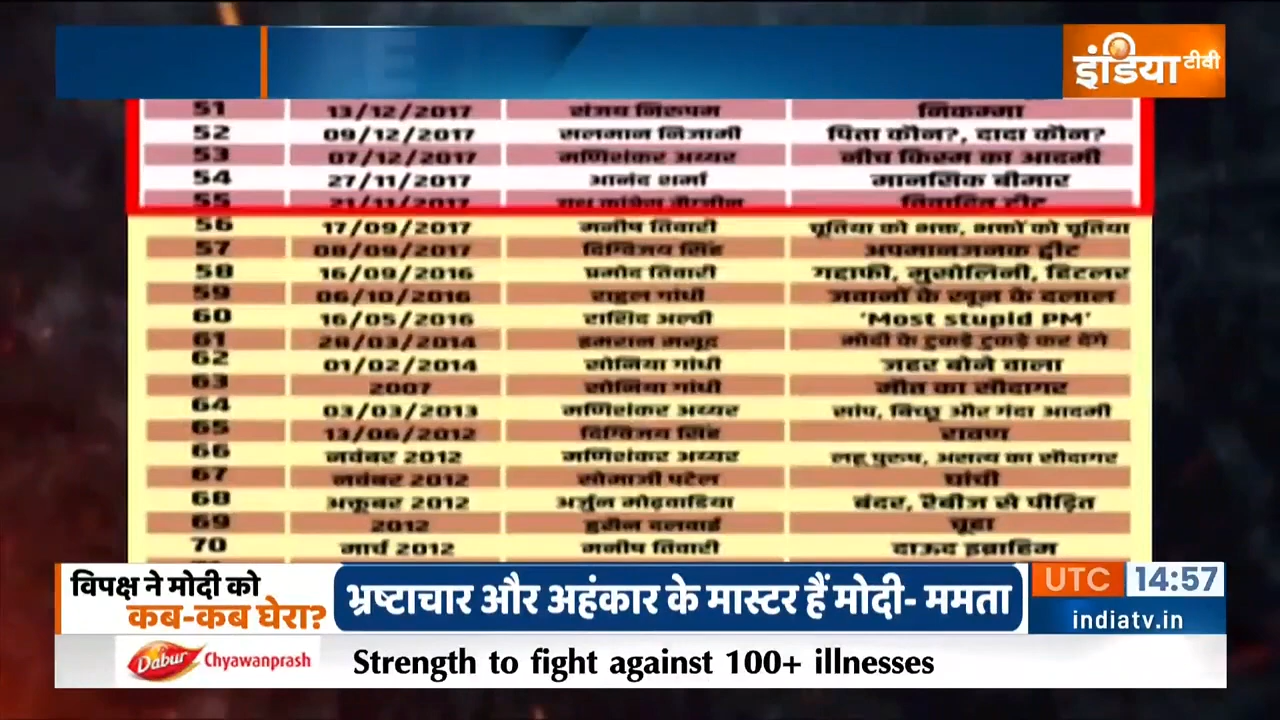 इंडिया टीवी
51 13/12/2017 संजय निरुपम निकम्मा
52 09/12/2017 सलमान निजामी पिता कौन?, दादा कौन?
53 07/12/2017 मणिशंकर अय्यर नीच किस्म का आदमी
54 27/11/2017 आनंद शर्मा मानसिक बीमार
55 21/11/2017 यूथ कांग्रेस मैग्जीन विवादित ट्वीट
56 17/09/2017 मनीष तिवारी चूतिया को भक्त, भक्तों को चूतिया
57 08/09/2017 दिग्विजय सिंह अपमानजनक ट्वीट
58 16/09/2016 प्रमोद तिवारी गद्दाफी, मुसोलिनी, हिटलर
59 06/10/2016 राहुल गांधी जवानों के खून के दलाल
60 16/05/2016 राशिद अल्वी 'Most stupid PM'
61 28/03/2014 इमरान मसूद मोदी के टुकड़े टुकड़े कर देंगे
62 01/02/2014 सोनिया गांधी जहर बोने वाला
63 2007 सोनिया गांधी मौत का सौदागर
64 03/03/2013 मणिशंकर अय्यर सांप, बिच्छू और गंदा आदमी
65 13/06/2012 दिग्विजय सिंह रावण
66 नवंबर 2012 मणिशंकर अय्यर लहू पुरुष, असत्य का सौदागर
67 नवंबर 2012 सोमाजी पटेल घांची
68 अक्टूबर 2012 अर्जुन मोढ़वाडिया बंदर, रैबीज से पीड़ित
69 2012 हुसैन दलवाई चूहा
70 मार्च 2012 मनीष तिवारी दाऊद इब्राहिम
विपक्ष ने मोदी को
कब-कब घेरा?
भ्रष्टाचार और अहंकार के मास्टर हैं मोदी- ममता
UTC 14:57
indiatv.in
Dabur Chyawanprash Strength to fight against 100+ illnesses